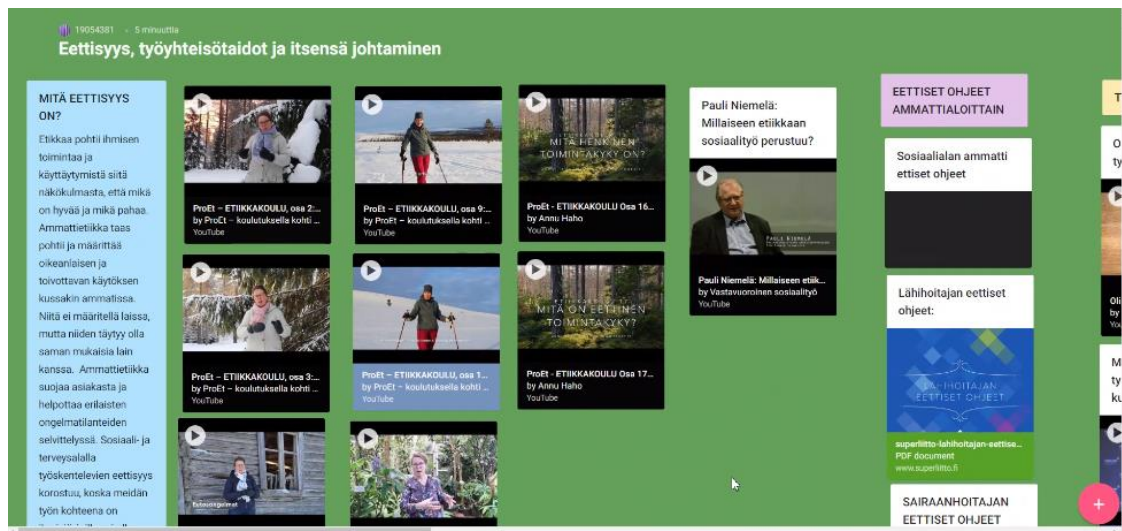 19054381 • 5 minuuttia
Eettisyys, työyhteisötaidot ja itsensä johtaminen
MITÄ EETTISYYS
ON?
Etiikkaa pohtii ihmisen
toimintaa ja
käyttäytymistä siitä
näkökulmasta, että mikä
on hyvää ja mikä pahaa.
Ammattietiikka taas
pohtii ja määrittää
oikeanlaisen ja
toivottavan käytöksen
kussakin ammatissa.
Niitä ei määritellä laissa,
mutta niiden täytyy olla
saman mukaisia lain
kanssa. Ammattietiikka
suojaa asiakasta ja
helpottaa erilaisten
ongelmatilanteiden
selvittelyssä. Sosiaali- ja
terveysalalla
työskentelevien eettisyys
korostuu, koska meidän
työn kohteena on
ProEt – ETIIKKAKOULU, osa 2:...
by ProEt – koulutuksella kohti ...
YouTube
ProEt – ETIIKKAKOULU, osa 3:...
by ProEt – koulutuksella kohti ...
YouTube
ProEt – ETIIKKAKOULU, osa 9:...
by ProEt – koulutuksella kohti ...
YouTube
ProEt – ETIIKKAKOULU, osa 1...
by ProEt – koulutuksella kohti ...
YouTube
MITÄ HENKINEN
TOIMINTAKYKY ON?
ProEt - ETIIKKAKOULU Osa 16...
by Annu Haho
YouTube
MITÄ ON EETTINEN
TOIMINTAKYKY?
ProEt - ETIIKKAKOULU Osa 17...
by Annu Haho
YouTube
Pauli Niemelä:
Millaiseen etiikkaan
sosiaalityö perustuu?
PAULI NIEMELÄ
Pauli Niemelä: Millaiseen etiik...
by Vastavuoroinen sosiaalityö
YouTube
EETTISET OHJEET
AMMATTIALOITTAIN
Sosiaalialan ammatti
ettiset ohjeet
Lähihoitajan eettiset
ohjeet:
LÄHIHOITAJAN
EETTISET OHJEET
superliitto-lahihoitajan-eettise...
PDF document
www.superliitto.fi
SAIRAANHOITAJAN
EETTISET OHJEET
T
O
ty
Oli
by
You
M
ty
ku